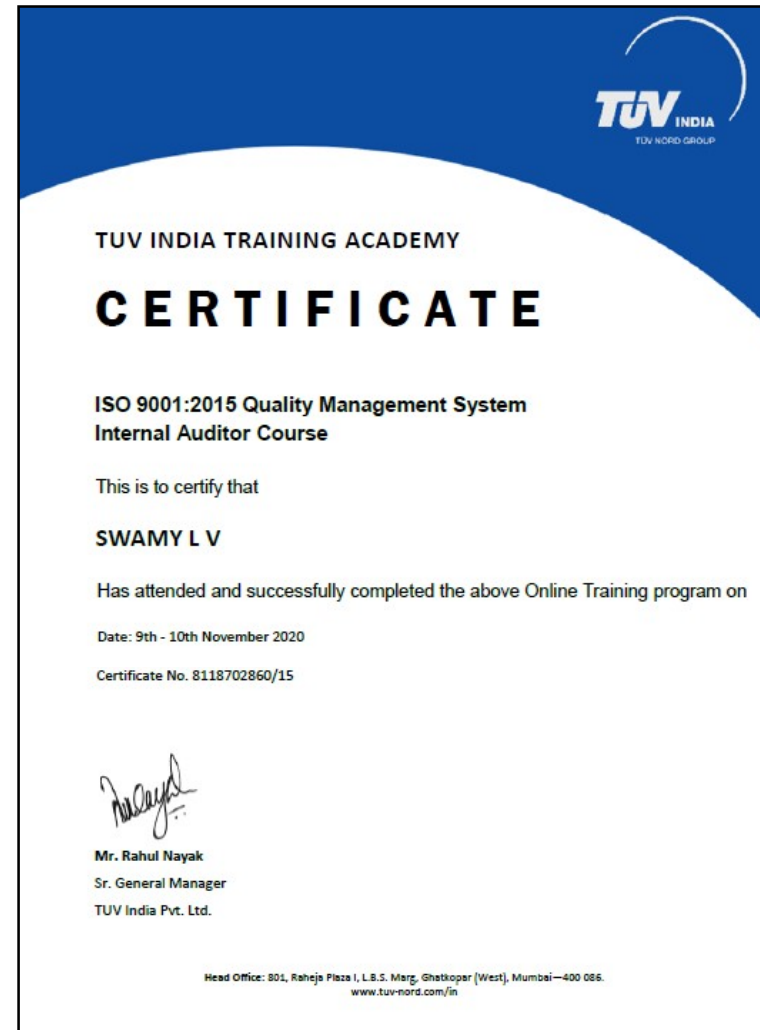 TÜV INDIA
TÜV NORD GROUP
TUV INDIA TRAINING ACADEMY
CERTIFICATE
ISO 9001:2015 Quality Management System
Internal Auditor Course
This is to certify that
SWAMY L V
Has attended and successfully completed the above Online Training program on
Date: 9th - 10th November 2020
Certificate No. 8118702860/15
Mr. Rahul Nayak
Sr. General Manager
TUV India Pvt. Ltd.
Head Office: 801, Raheja Plaza I, L.B.S. Marg, Ghatkopar (West), Mumbai—400 086.
www.tuv-nord.com/in